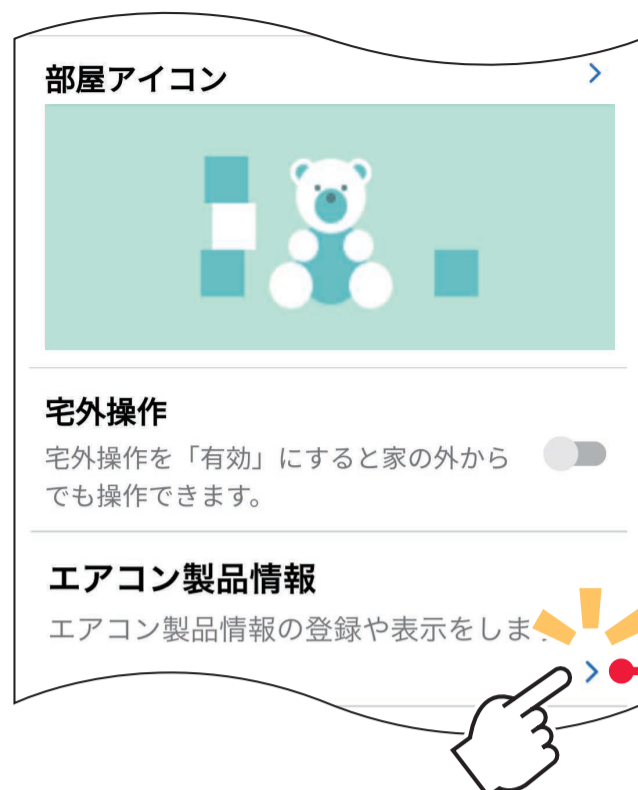 部屋アイコン
宅外操作
宅外操作を「有効」にすると家の外から
でも操作できます。
エアコン製品情報
エアコン製品情報の登録や表示をしま